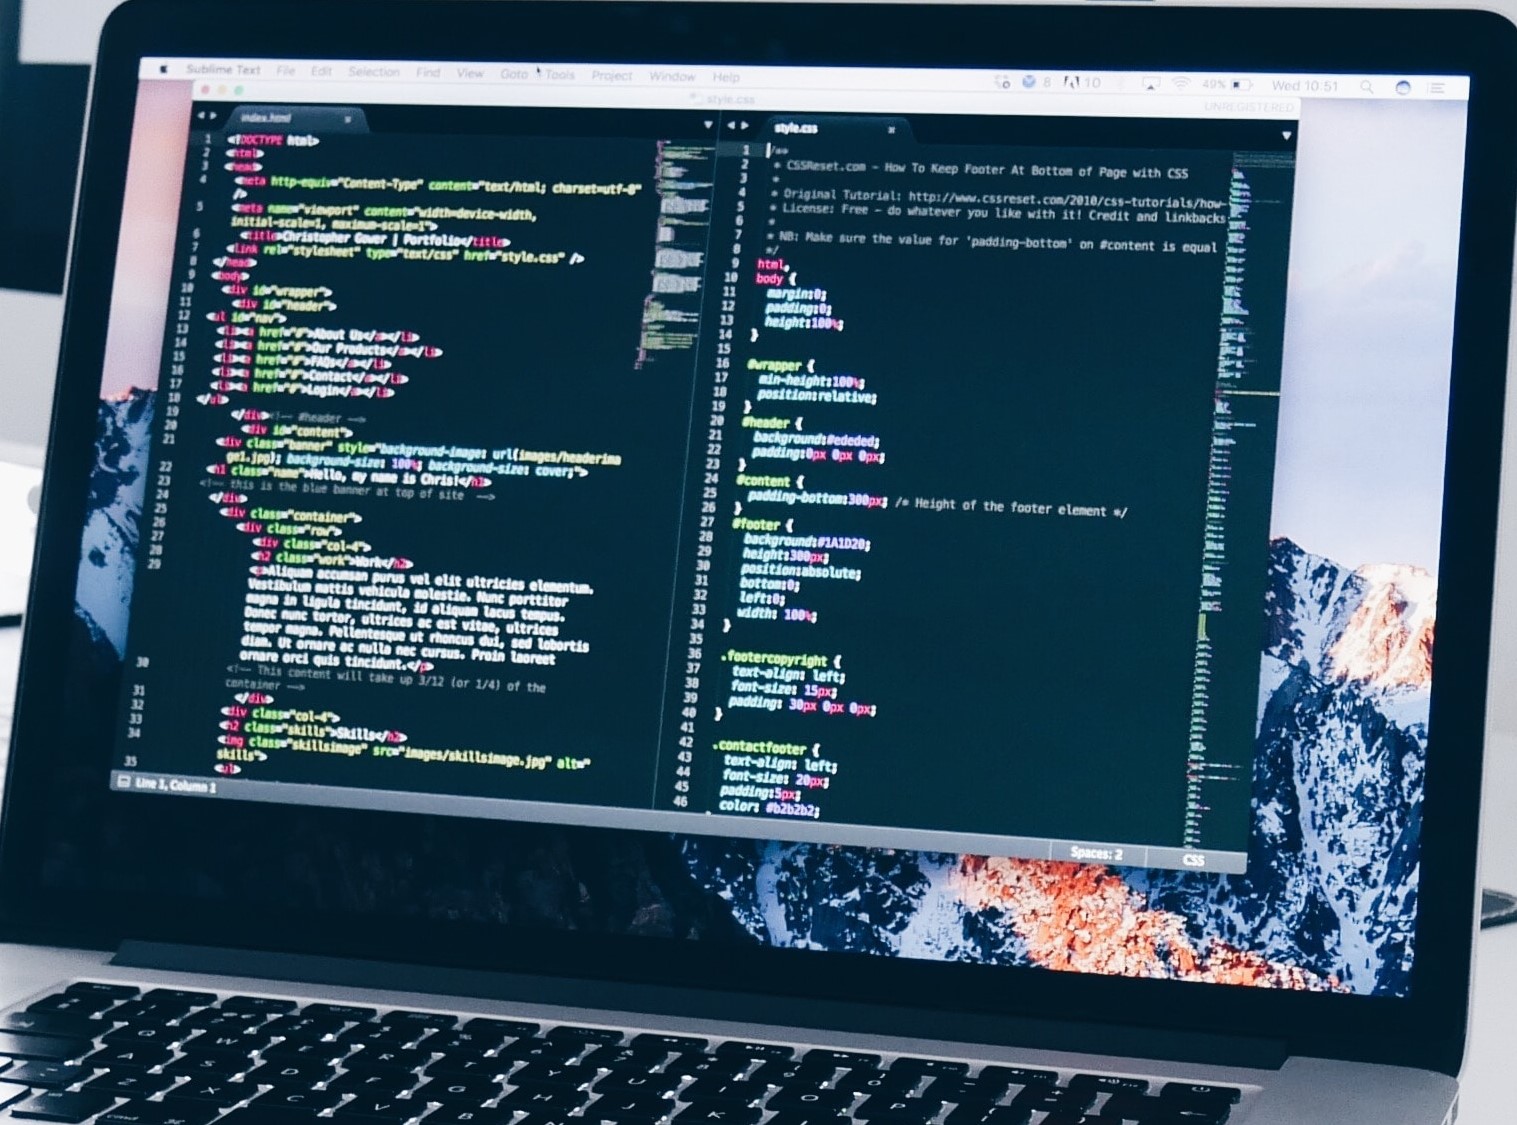 Sublime Text File Edit Selection Find View Goto Tools Project Window Help 8 10 49% Wed 10:51
style.css UNREGISTERED
index.html
1 <!DOCTYPE html>
2 <html>
3 <head>
4 <meta http-equiv="Content-Type" content="text/html; charset=utf-8"
/>
5 <meta name="viewport" content="width=device-width,
initial-scale=1, maximum-scale=1">
6 <title>Christopher Gower | Portfolio</title>
7 <link rel="stylesheet" type="text/css" href="style.css" />
8 </head>
9 <body>
10 <div id="wrapper">
11 <div id="header">
12 <ul id="nav">
13 <li><a href="#">About Us</a></li>
14 <li><a href="#">Our Products</a></li>
15 <li><a href="#">FAQs</a></li>
16 <li><a href="#">Contact</a></li>
17 <li><a href="#">Login</a></li>
18 </ul>
19 </div><!-- #header -->
20 <div id="content">
21 <div class="banner" style="background-image: url(images/headerima
ge1.jpg); background-size: 100%; background-size: cover;">
22 <h1 class="name">Hello, my name is Chris!</h1>
23 <!-- this is the blue banner at top of site -->
24 </div>
25 <div class="container">
26 <div class="row">
27 <div class="col-4">
28 <h2 class="work">Work</h2>
29 <p>Aliquam accumsan purus vel elit ultricies elementum.
Vestibulum mattis vehicula molestie. Nunc porttitor
magna in ligula tincidunt, id aliquam lacus tempus.
Donec nunc tortor, ultrices ac est vitae, ultrices
tempor magna. Pellentesque ut rhoncus dui, sed lobortis
diam. Ut ornare ac nulla nec cursus. Proin laoreet
ornare orci quis tincidunt.</p>
30 <!-- This content will take up 3/12 (or 1/4) of the
container -->
31 </div>
32 <div class="col-4">
33 <h2 class="skills">Skills</h2>
34 <img class="skillsimage" src="images/skillsimage.jpg" alt="
skills">
35 <ul>
Line 1, Column 1
style.css
1 /**
2 * CSSReset.com - How To Keep Footer At Bottom of Page with CSS
3 *
4 * Original Tutorial: http://www.cssreset.com/2010/css-tutorials/how-
5 * License: Free - do whatever you like with it! Credit and linkbacks
6 *
7 * NB: Make sure the value for 'padding-bottom' on #content is equal
8 */
9 html,
10 body {
11 margin:0;
12 padding:0;
13 height:100%;
14 }
15
16 #wrapper {
17 min-height:100%;
18 position:relative;
19 }
20 #header {
21 background:#ededed;
22 padding:0px 0px 0px;
23 }
24 #content {
25 padding-bottom:300px; /* Height of the footer element */
26 }
27 #footer {
28 background:#1A1D20;
29 height:300px;
30 position:absolute;
31 bottom:0;
32 left:0;
33 width: 100%;
34 }
35
36 .footercopyright {
37 text-align: left;
38 font-size: 15px;
39 padding: 30px 0px 0px;
40 }
41
42 .contactfooter {
43 text-align: left;
44 font-size: 20px;
45 padding:5px;
46 color: #b2b2b2;
Spaces: 2 CSS
Q W E R T Y U I O P
A S D F G H J K L
Z X C V B N M